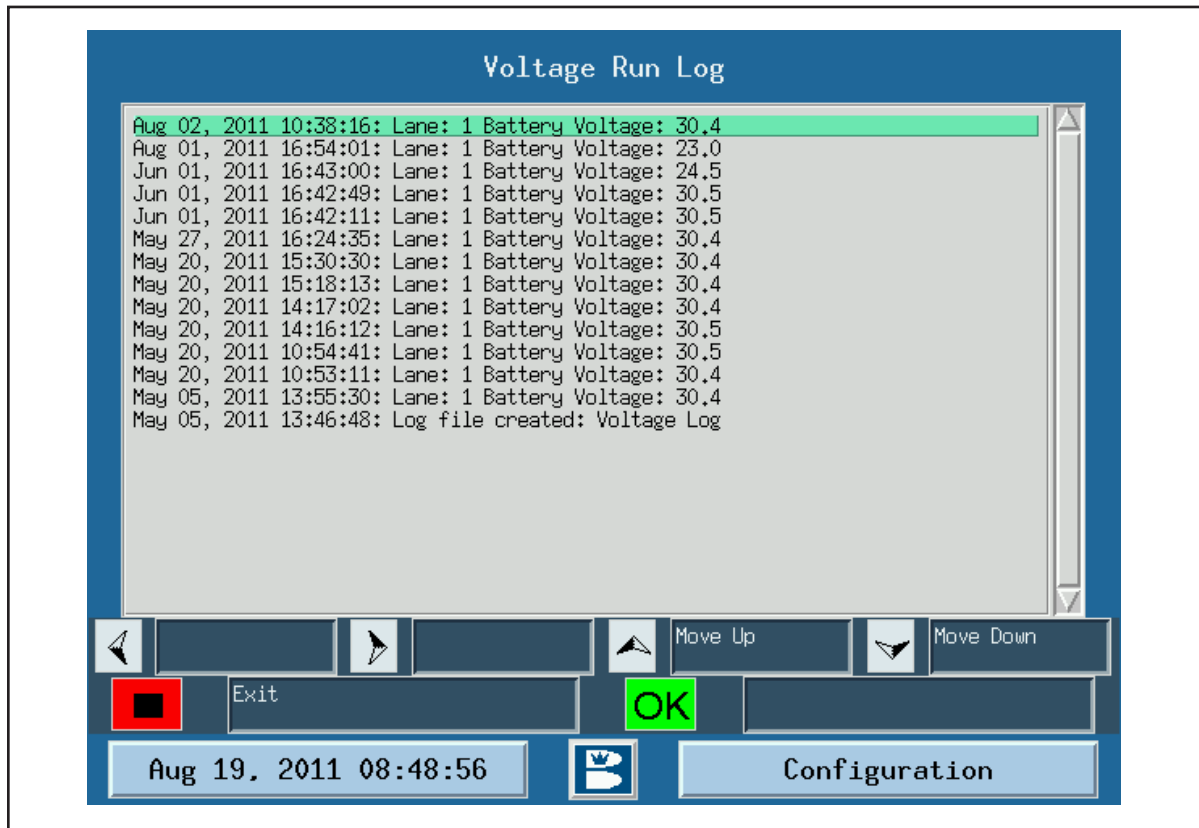 Voltage Run Log
Aug 02, 2011 10:38:16: Lane: 1 Battery Voltage: 30.4
Aug 01, 2011 16:54:01: Lane: 1 Battery Voltage: 23.0
Jun 01, 2011 16:43:00: Lane: 1 Battery Voltage: 24.5
Jun 01, 2011 16:42:49: Lane: 1 Battery Voltage: 30.5
Jun 01, 2011 16:42:11: Lane: 1 Battery Voltage: 30.5
May 27, 2011 16:24:35: Lane: 1 Battery Voltage: 30.4
May 20, 2011 15:30:30: Lane: 1 Battery Voltage: 30.4
May 20, 2011 15:18:13: Lane: 1 Battery Voltage: 30.4
May 20, 2011 14:17:02: Lane: 1 Battery Voltage: 30.4
May 20, 2011 14:16:12: Lane: 1 Battery Voltage: 30.5
May 20, 2011 10:54:41: Lane: 1 Battery Voltage: 30.5
May 20, 2011 10:53:11: Lane: 1 Battery Voltage: 30.4
May 05, 2011 13:55:30: Lane: 1 Battery Voltage: 30.4
May 05, 2011 13:46:48: Log file created: Voltage Log
Move Up
Move Down
Exit
OK
Aug 19, 2011 08:48:56
Configuration